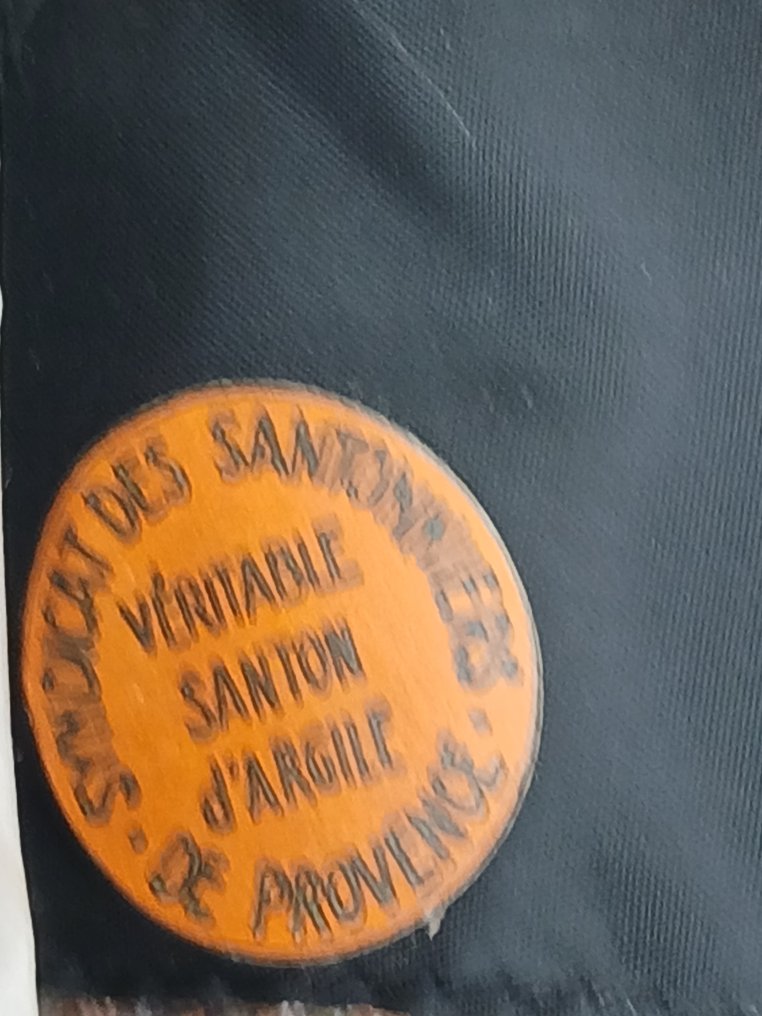 SYNDICAT DES SANTONNIERS
DE PROVENCE
VÉRITABLE
SANTON
d'ARGILE